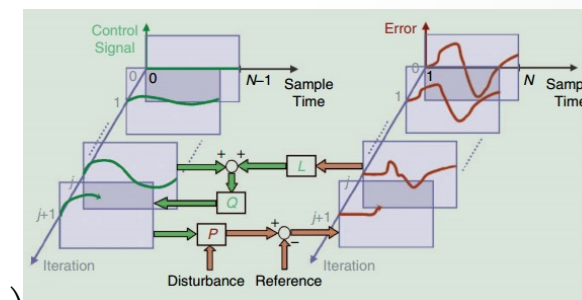 Control
Signal
Error
0
0
N–1
Sample
Time
1
0
1
N
Samp
Time
1
+
+
L
j
j
Q
j+1
j+1
P
+
–
Iteration
Disturbance
Reference
Iteration
)